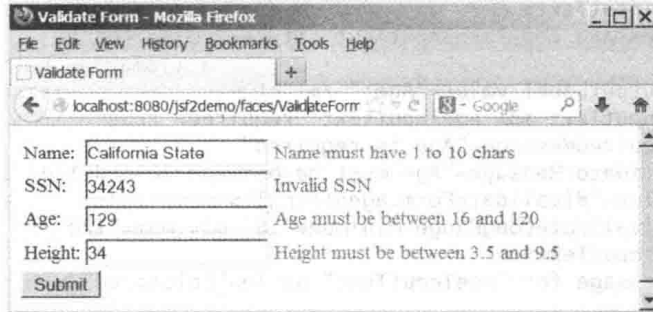 Validate Form - Mozilla Firefox
File Edit View History Bookmarks Tools Help
Validate Form +
localhost:8080/jsf2demo/faces/ValidateForm Google
Name: California State Name must have 1 to 10 chars
SSN: 34243 Invalid SSN
Age: 129 Age must be between 16 and 120
Height: 34 Height must be between 3.5 and 9.5
Submit